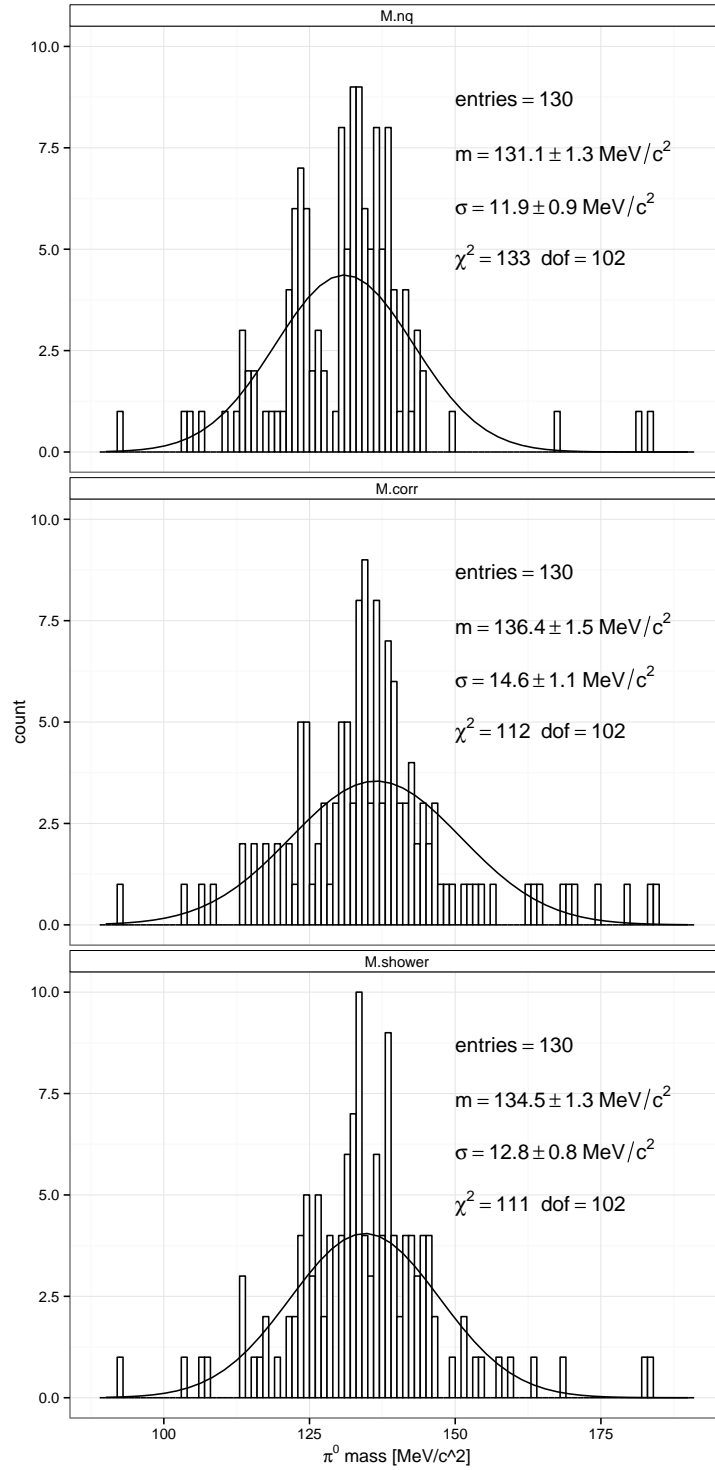 M.nq
10.0
7.5
5.0
2.5
0.0
entries = 130
m = 131.1 ± 1.3 MeV/c²
σ = 11.9 ± 0.9 MeV/c²
χ² = 133 dof = 102
M.corr
10.0
7.5
5.0
2.5
0.0
entries = 130
m = 136.4 ± 1.5 MeV/c²
σ = 14.6 ± 1.1 MeV/c²
χ² = 112 dof = 102
count
M.shower
10.0
7.5
5.0
2.5
0.0
entries = 130
m = 134.5 ± 1.3 MeV/c²
σ = 12.8 ± 0.8 MeV/c²
χ² = 111 dof = 102
100 125 150 175
π⁰ mass [MeV/c^2]